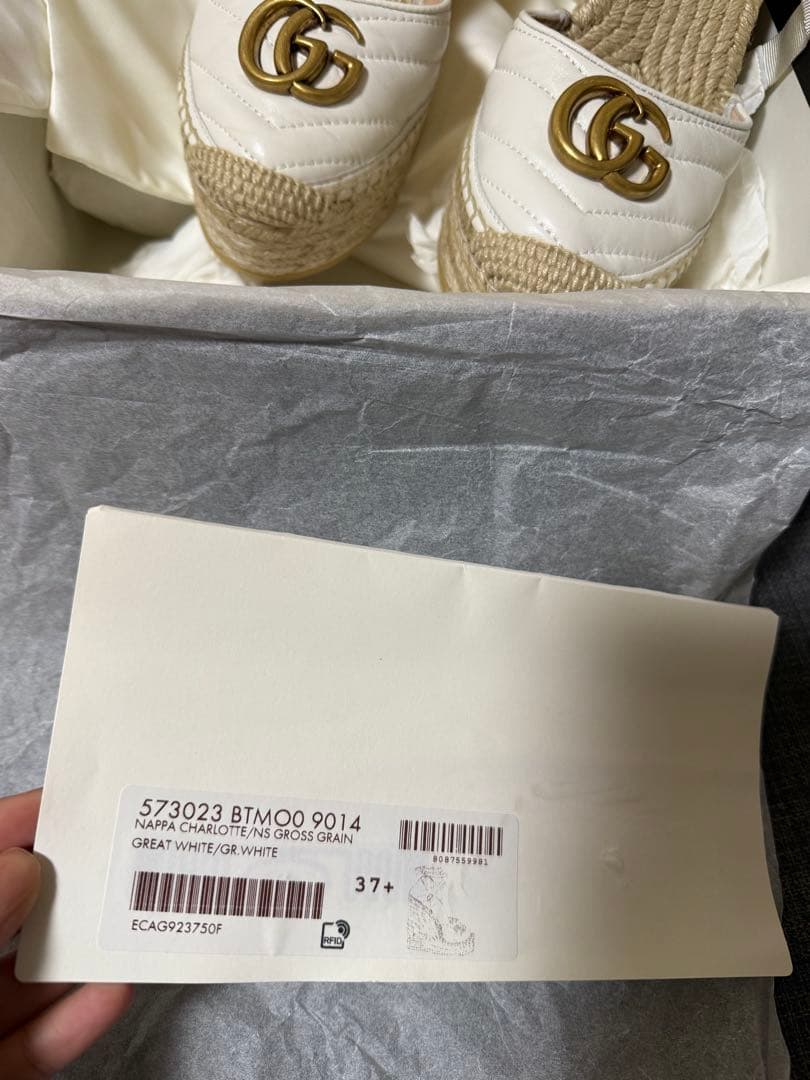 573023 BTMO0 9014
NAPPA CHARLOTTE/NS GROSS GRAIN
GREAT WHITE/GR.WHITE
8087559981
37+
ECAG923750F
RFID